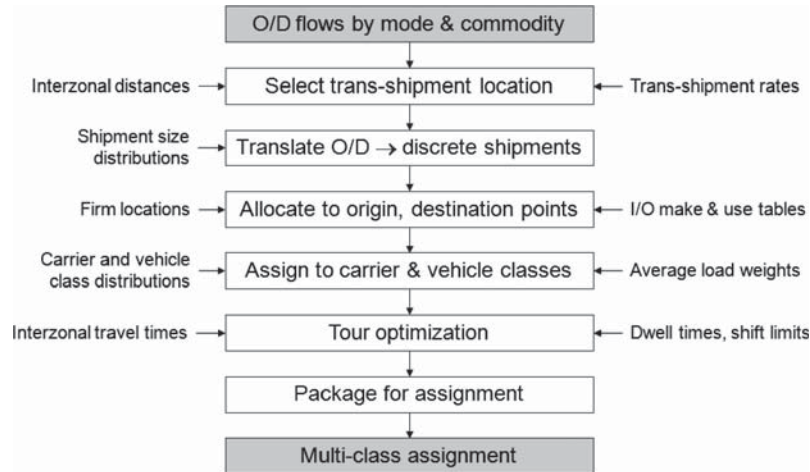 O/D flows by mode & commodity
Interzonal distances
Select trans-shipment location
Trans-shipment rates
Shipment size
distributions
Translate O/D → discrete shipments
Firm locations
Allocate to origin, destination points
I/O make & use tables
Carrier and vehicle
class distributions
Assign to carrier & vehicle classes
Average load weights
Interzonal travel times
Tour optimization
Dwell times, shift limits
Package for assignment
Multi-class assignment